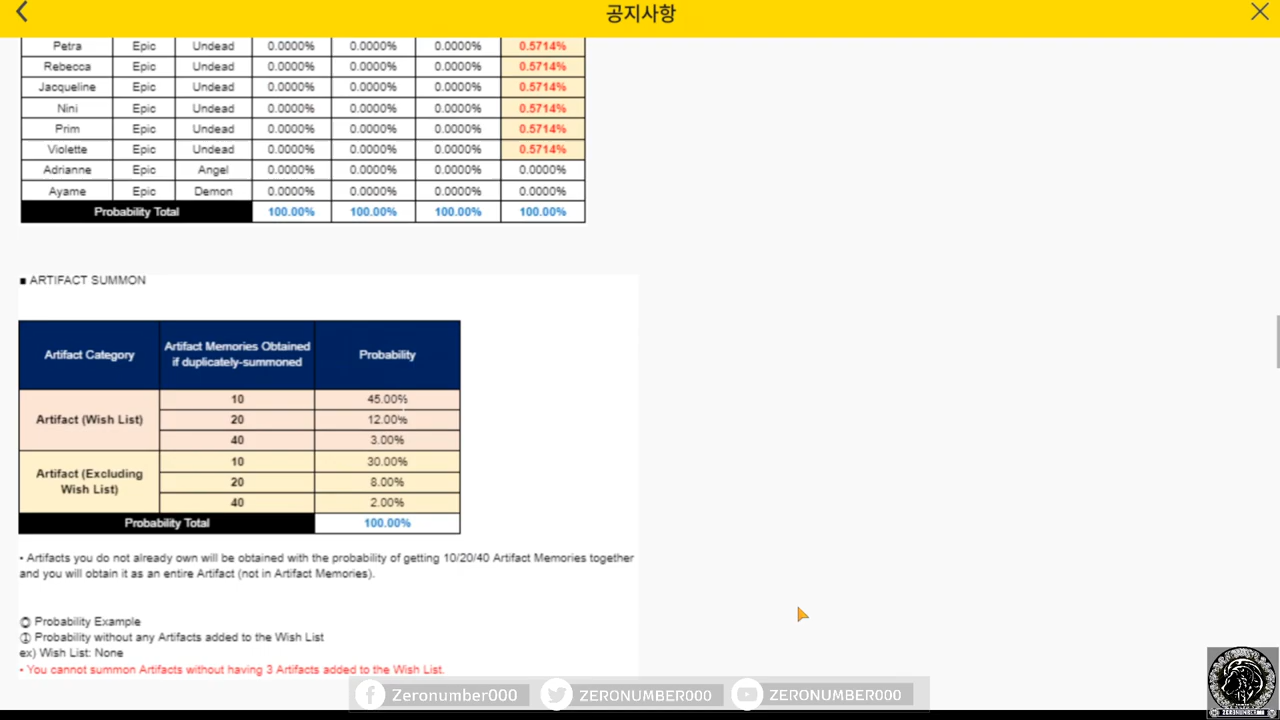 공지사항
Petra Epic Undead 0.0000% 0.0000% 0.0000% 0.5714%
Rebecca Epic Undead 0.0000% 0.0000% 0.0000% 0.5714%
Jacqueline Epic Undead 0.0000% 0.0000% 0.0000% 0.5714%
Nini Epic Undead 0.0000% 0.0000% 0.0000% 0.5714%
Prim Epic Undead 0.0000% 0.0000% 0.0000% 0.5714%
Violette Epic Undead 0.0000% 0.0000% 0.0000% 0.5714%
Adrianne Epic Angel 0.0000% 0.0000% 0.0000% 0.0000%
Ayame Epic Demon 0.0000% 0.0000% 0.0000% 0.0000%
Probability Total 100.00% 100.00% 100.00% 100.00%
■ ARTIFACT SUMMON
Artifact Category
Artifact Memories Obtained
if duplicately-summoned
Probability
Artifact (Wish List)
10 45.00%
20 12.00%
40 3.00%
Artifact (Excluding
Wish List)
10 30.00%
20 8.00%
40 2.00%
Probability Total 100.00%
• Artifacts you do not already own will be obtained with the probability of getting 10/20/40 Artifact Memories together
and you will obtain it as an entire Artifact (not in Artifact Memories).
◎ Probability Example
① Probability without any Artifacts added to the Wish List
ex) Wish List: None
• You cannot summon Artifacts without having 3 Artifacts added to the Wish List.
Zeronumber000
ZERONUMBER000
ZERONUMBER000
ZERONUMBER000